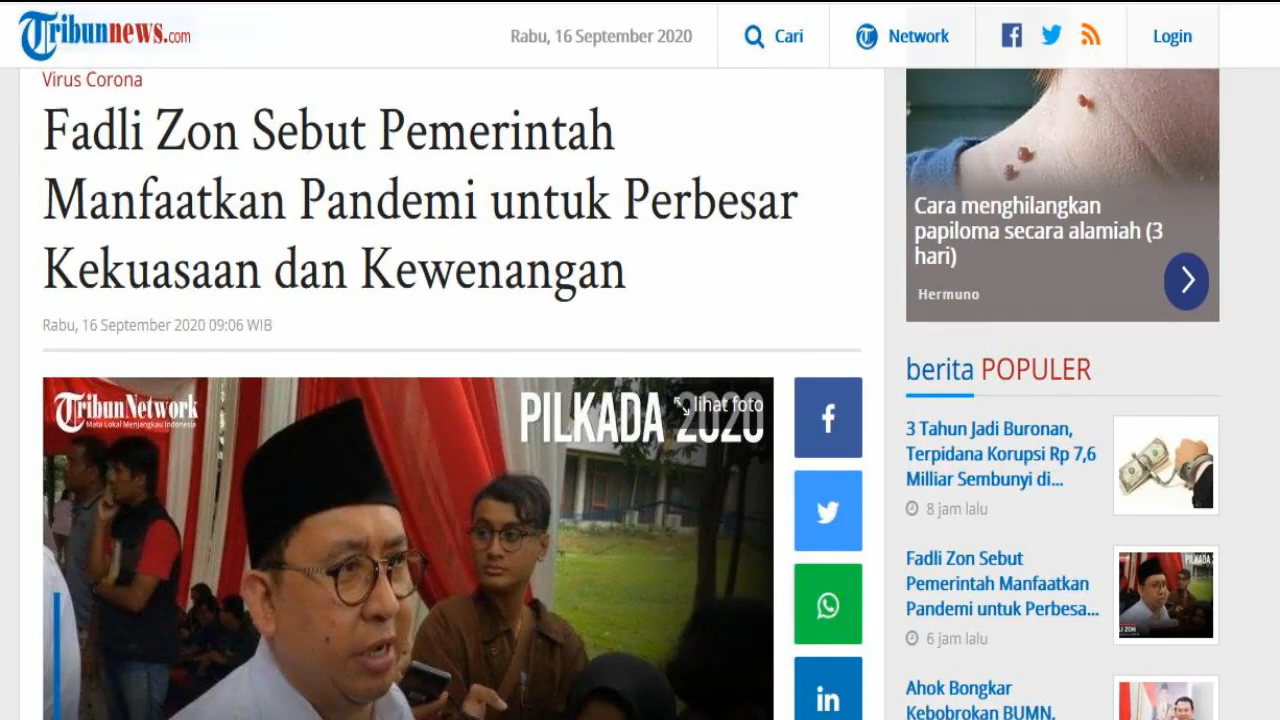 Tribunnews.com
Rabu, 16 September 2020
Cari
Network
Login
Virus Corona
Fadli Zon Sebut Pemerintah
Manfaatkan Pandemi untuk Perbesar
Kekuasaan dan Kewenangan
Rabu, 16 September 2020 09:06 WIB
TribunNetwork
Mata Lokal Menjangkau Indonesia
PILKADA 2020
lihat foto
Cara menghilangkan
papiloma secara alamiah (3
hari)
Hermuno
berita POPULER
3 Tahun Jadi Buronan,
Terpidana Korupsi Rp 7,6
Milliar Sembunyi di...
8 jam lalu
Fadli Zon Sebut
Pemerintah Manfaatkan
Pandemi untuk Perbesa...
6 jam lalu
PILKADA
LI ZON
Ahok Bongkar
Kebobrokan BUMN,